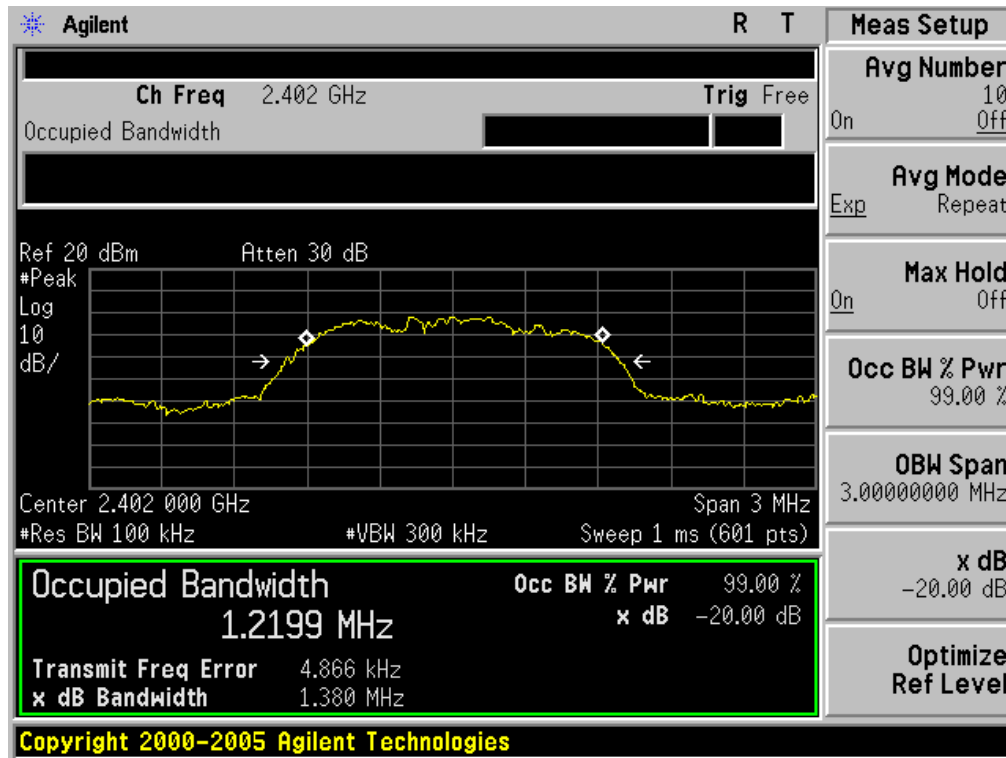 Agilent R T
Ch Freq 2.402 GHz Trig Free
Occupied Bandwidth
Ref 20 dBm Atten 30 dB
#Peak
Log
10
dB/
Center 2.402 000 GHz Span 3 MHz
#Res BW 100 kHz #VBW 300 kHz Sweep 1 ms (601 pts)
Occupied Bandwidth
1.2199 MHz
Occ BW % Pwr 99.00 %
x dB -20.00 dB
Transmit Freq Error 4.866 kHz
x dB Bandwidth 1.380 MHz
Copyright 2000-2005 Agilent Technologies
Meas Setup
Avg Number
10
On Off
Avg Mode
Exp Repeat
Max Hold
On Off
Occ BW % Pwr
99.00 %
OBW Span
3.00000000 MHz
x dB
-20.00 dB
Optimize
Ref Level